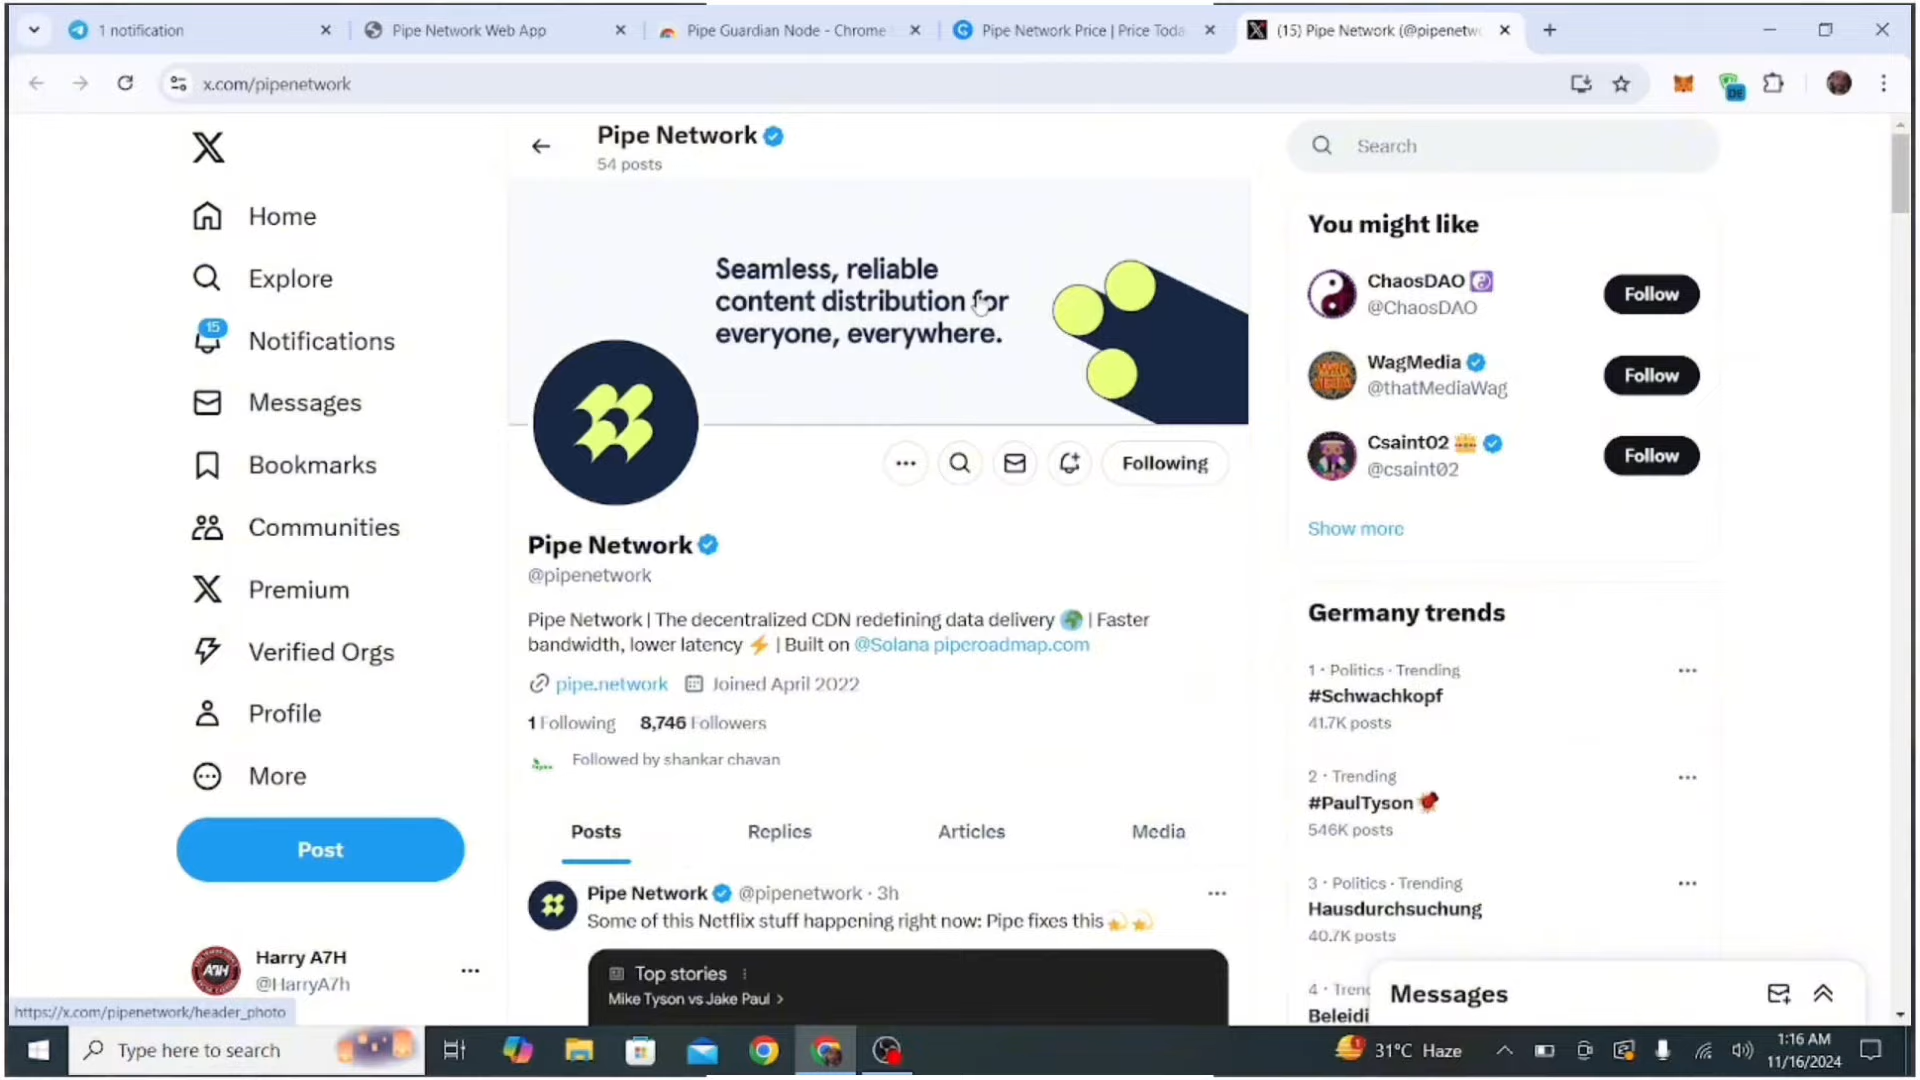 1 notification
Pipe Network Web App
Pipe Guardian Node - Chrome
Pipe Network Price | Price Toda
(15) Pipe Network (@pipenetwo
x.com/pipenetwork
DE
Pipe Network
54 posts
Search
Home
Explore
15
Notifications
Messages
Bookmarks
Communities
Premium
Verified Orgs
Profile
More
Post
Harry A7H
@HarryA7h
A7H
https://x.com/pipenetwork/header_photo
Seamless, reliable
content distribution for
everyone, everywhere.
Following
Pipe Network
@pipenetwork
Pipe Network | The decentralized CDN redefining data delivery 🌍 | Faster
bandwidth, lower latency ⚡ | Built on @Solana piperoadmap.com
pipe.network Joined April 2022
1 Following 8,746 Followers
Followed by shankar chavan
Posts Replies Articles Media
Pipe Network @pipenetwork · 3h
Some of this Netflix stuff happening right now: Pipe fixes this💫💫
Top stories
Mike Tyson vs Jake Paul >
You might like
ChaosDAO
@ChaosDAO
Follow
WagMedia
@thatMediaWag
Follow
Csaint02
@csaint02
Follow
Show more
Germany trends
1 · Politics · Trending
#Schwachkopf
41.7K posts
2 · Trending
#PaulTyson
546K posts
3 · Politics · Trending
Hausdurchsuchung
40.7K posts
4 · Trenc
Beleidi
Messages
Type here to search
31°C Haze
1:16 AM
11/16/2024